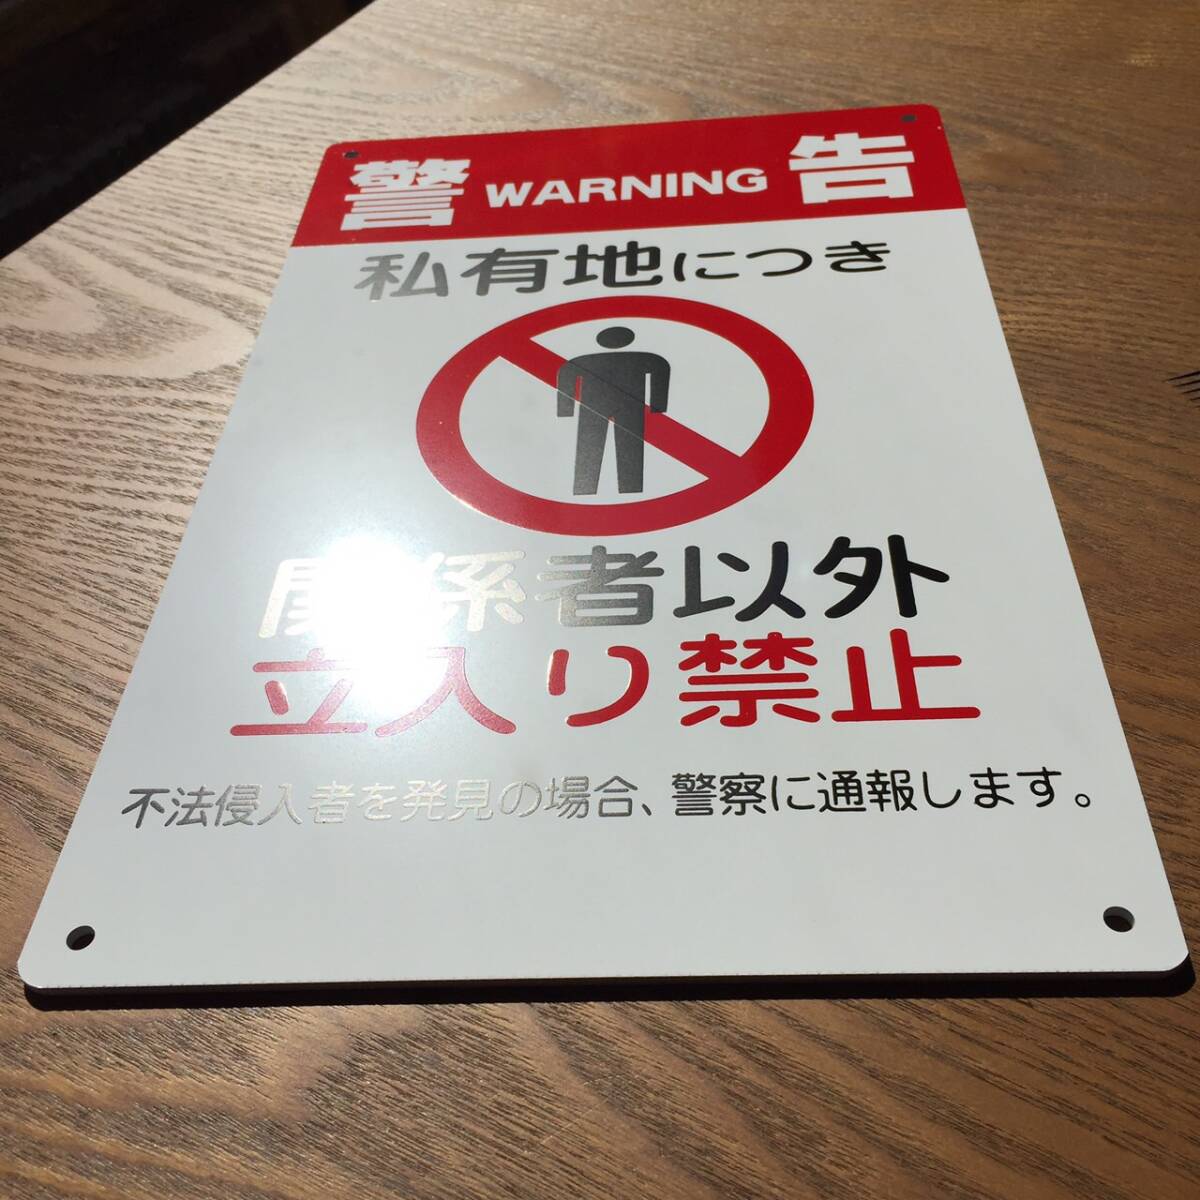 警 WARNING 告
私有地につき
関係者以外
立入り禁止
不法侵入者を発見の場合、警察に通報します。